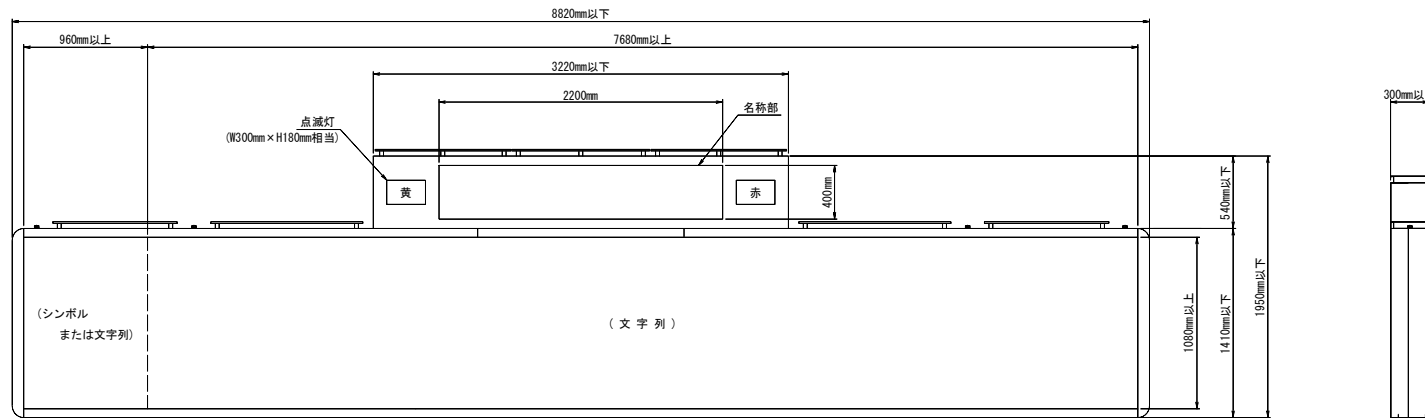 8820mm以下
960mm以上
7680mm以上
3220mm以下
2200mm
名称部
点滅灯
(W300mm×H180mm相当)
黄
赤
400mm
540mm以下
1950mm以下
1410mm以下
1080mm以上
(シンボル
または文字列)
(文字列)
300mm以